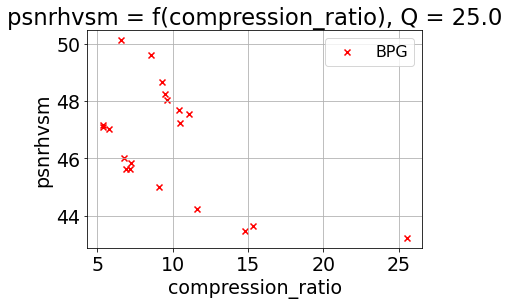 psnrhvsm = f(compression_ratio), Q = 25.0
BPG
50
48
46
44
psnrhvsm
5 10 15 20 25
compression_ratio